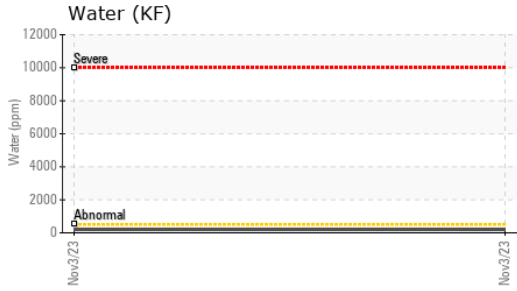 Water (KF)
12000
Severe
10000
8000
Water (ppm)
6000
4000
2000
Abnormal
0
Nov3/23
Nov3/23